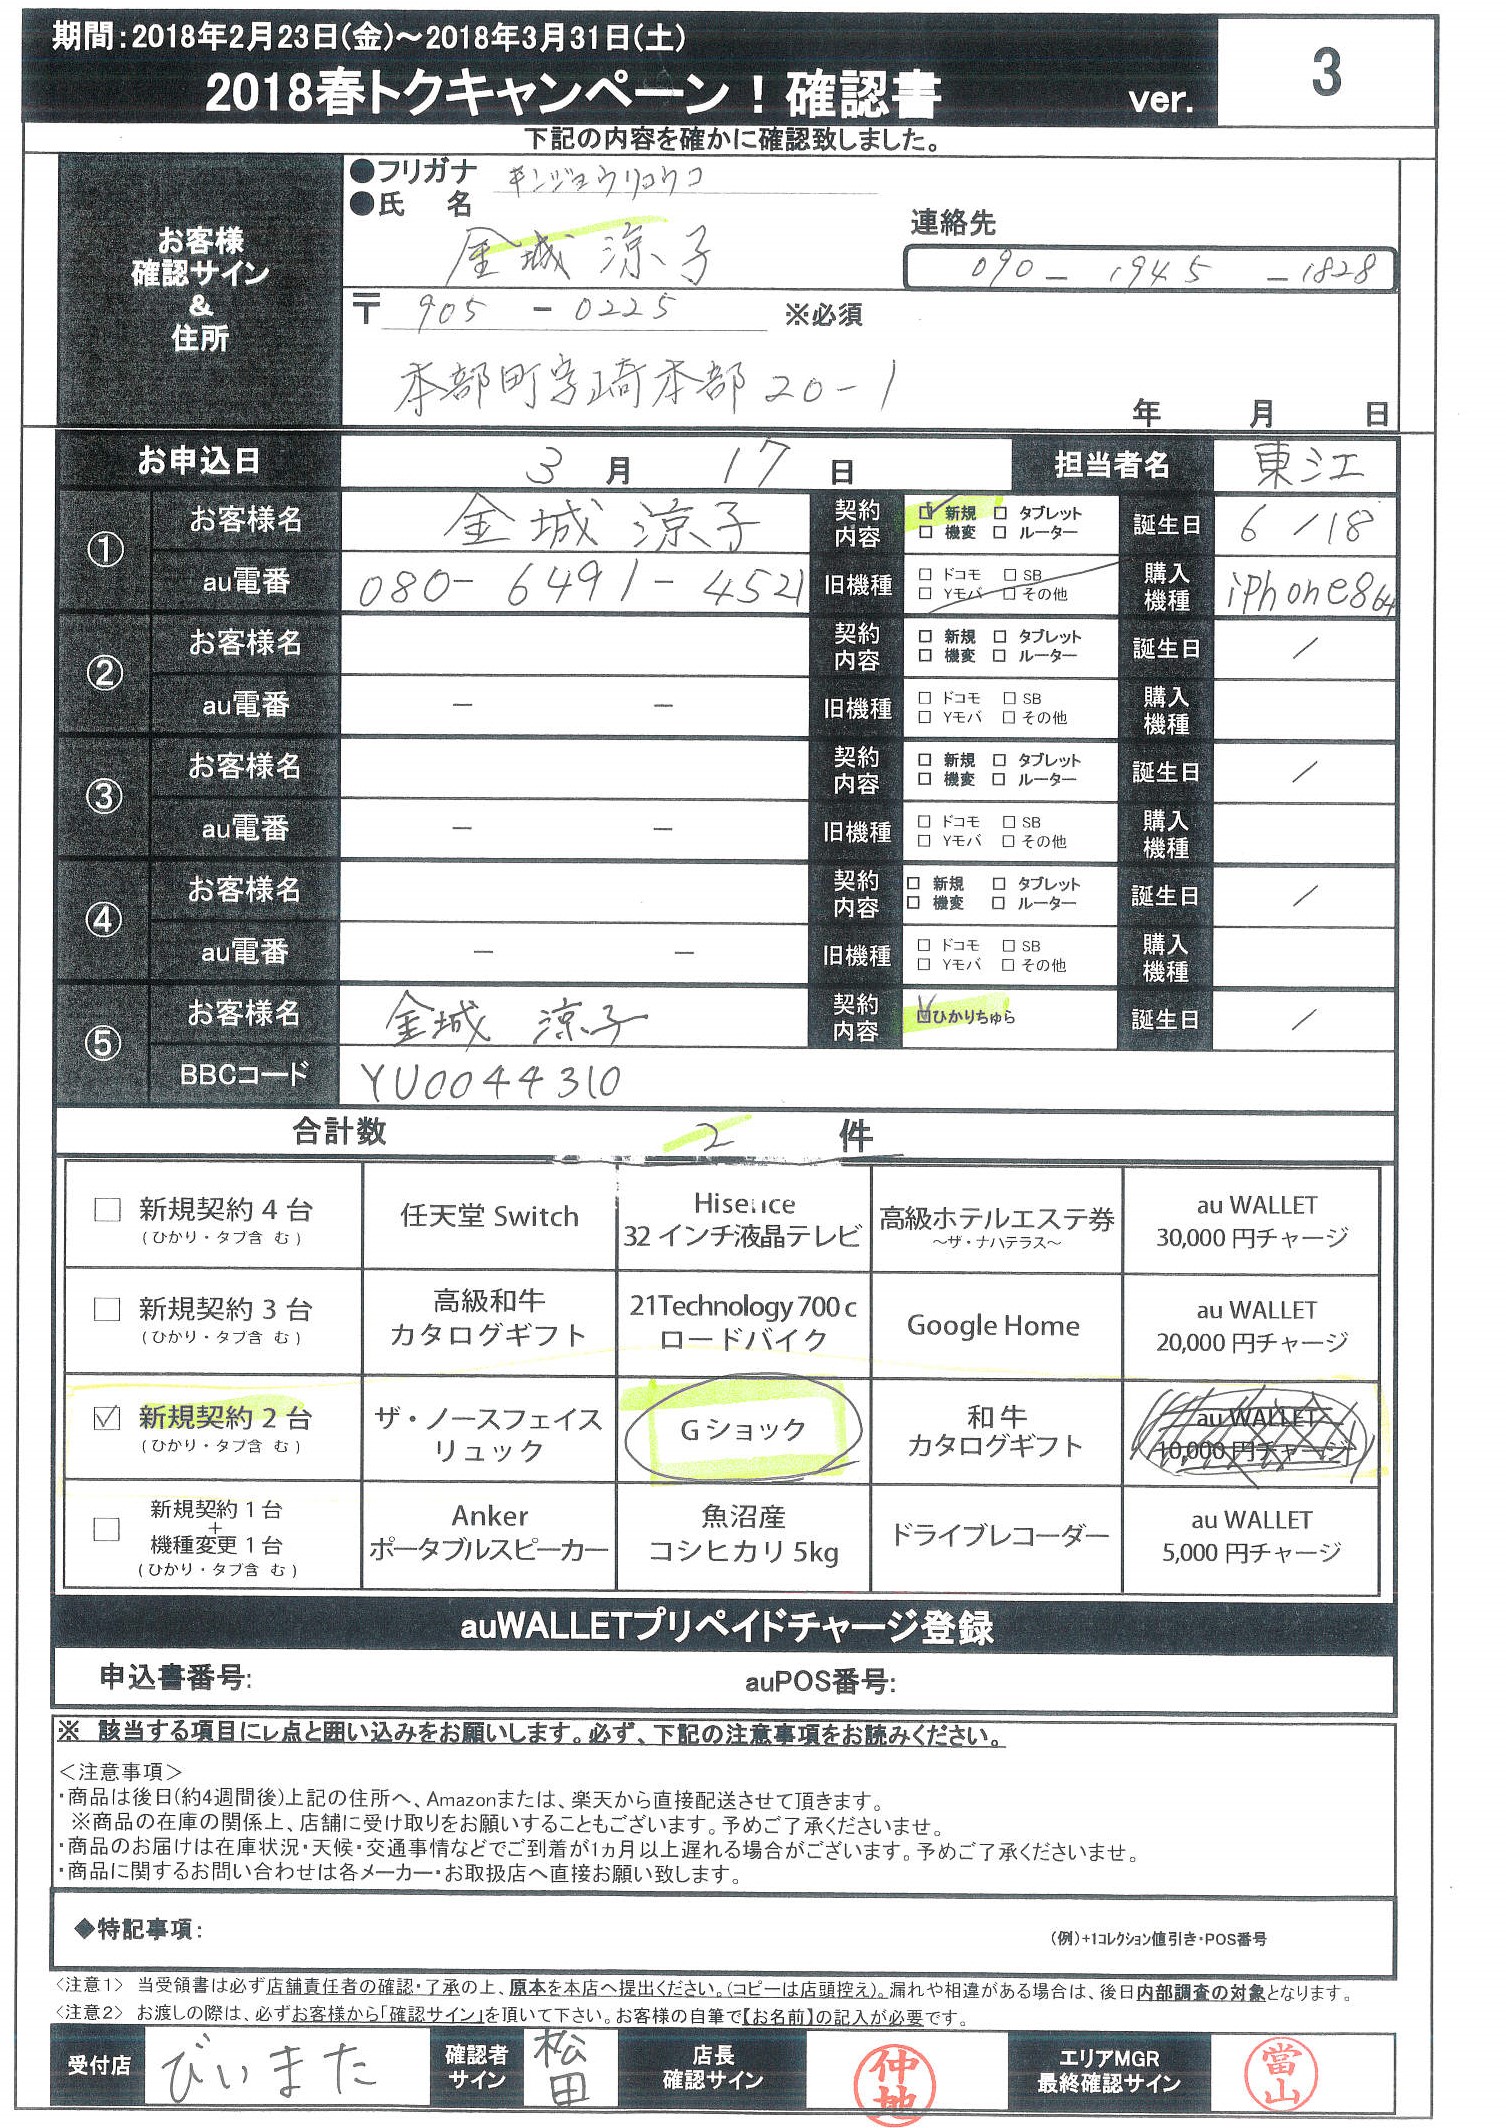 期間:2018年2月23日(金)～2018年3月31日(土)
2018春トクキャンペーン！確認書 ver. 3
下記の内容を確かに確認致しました。
お客様
確認サイン
&
住所
●フリガナ キンジョウリョウコ
●氏 名 金城 涼子
連絡先
090 - 1945 - 1828
〒 905 - 0225 ※必須
本部町字崎本部20-1
年 月 日
お申込日 3 月 17 日 担当者名 東江
① お客様名 金城 涼子 契約内容 ☑ 新規 □ タブレット □ 機変 □ ルーター 誕生日 6 / 18
au電番 080- 6491- 4521 旧機種 □ ドコモ □ SB □ Yモバ □ その他 購入機種 iPhone8 64
② お客様名 契約内容 □ 新規 □ タブレット □ 機変 □ ルーター 誕生日 /
au電番 - - 旧機種 □ ドコモ □ SB □ Yモバ □ その他 購入機種
③ お客様名 契約内容 □ 新規 □ タブレット □ 機変 □ ルーター 誕生日 /
au電番 - - 旧機種 □ ドコモ □ SB □ Yモバ □ その他 購入機種
④ お客様名 契約内容 □ 新規 □ タブレット □ 機変 □ ルーター 誕生日 /
au電番 - - 旧機種 □ ドコモ □ SB □ Yモバ □ その他 購入機種
⑤ お客様名 金城 涼子 契約内容 ☑ひかりちゅら 誕生日 /
BBCコード YU0044310
合計数 2 件
□ 新規契約 4 台
(ひかり・タブ含 む)
任天堂 Switch
Hisence
32 インチ液晶テレビ
高級ホテルエステ券
～ザ・ナハテラス～
au WALLET
30,000 円チャージ
□ 新規契約 3 台
(ひかり・タブ含 む)
高級和牛
カタログギフト
21Technology 700 c
ロードバイク
Google Home
au WALLET
20,000 円チャージ
☑ 新規契約 2 台
(ひかり・タブ含 む)
ザ・ノースフェイス
リュック
G ショック
和牛
カタログギフト
au WALLET
10,000 円チャージ
□ 新規契約 1 台
+
機種変更 1 台
(ひかり・タブ含 む)
Anker
ポータブルスピーカー
魚沼産
コシヒカリ 5kg
ドライブレコーダー
au WALLET
5,000 円チャージ
auWALLETプリペイドチャージ登録
申込書番号: auPOS番号:
※ 該当する項目にレ点と囲い込みをお願いします。必ず、下記の注意事項をお読みください。
＜注意事項＞
・商品は後日(約4週間後)上記の住所へ、Amazonまたは、楽天から直接配送させて頂きます。
※商品の在庫の関係上、店舗に受け取りをお願いすることもございます。予めご了承くださいませ。
・商品のお届けは在庫状況・天候・交通事情などでご到着が1ヵ月以上遅れる場合がございます。予めご了承くださいませ。
・商品に関するお問い合わせは各メーカー・お取扱店へ直接お願い致します。
◆特記事項: (例)+1コレクション値引き・POS番号
<注意1> 当受領書は必ず店舗責任者の確認・了承の上、原本を本店へ提出ください。(コピーは店頭控え)。漏れや相違がある場合は、後日内部調査の対象となります。
<注意2> お渡しの際は、必ずお客様から「確認サイン」を頂いて下さい。お客様の自筆で【お名前】の記入が必要です。
受付店 びいまた 確認者サイン 松田 店長確認サイン 仲地 エリアMGR最終確認サイン 當山